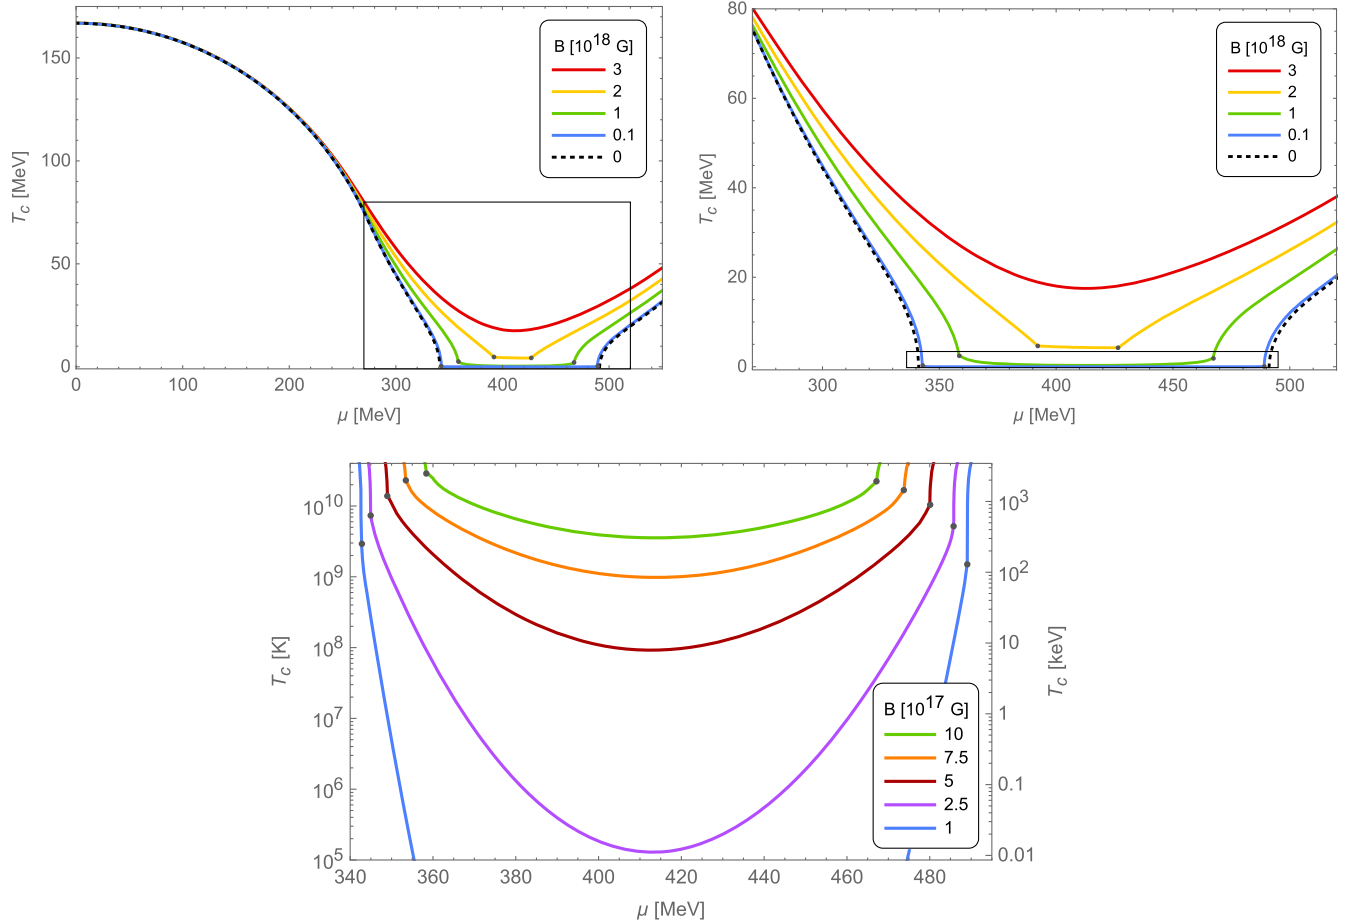 B [10^18 G]
3
2
1
0.1
0
150
100
50
0
T_c [MeV]
0 100 200 300 400 500
μ [MeV]
B [10^18 G]
3
2
1
0.1
0
80
60
40
20
0
T_c [MeV]
300 350 400 450 500
μ [MeV]
10^10
10^9
10^8
10^7
10^6
10^5
T_c [K]
10^3
10^2
10
1
0.1
0.01
T_c [keV]
B [10^17 G]
10
7.5
5
2.5
1
340 360 380 400 420 440 460 480
μ [MeV]